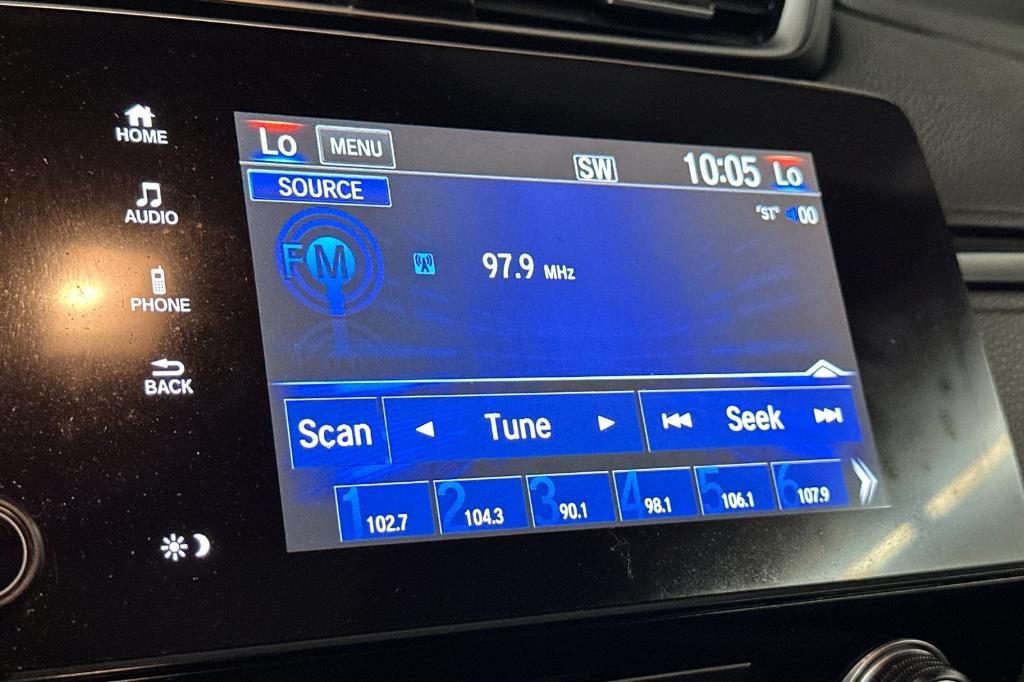 HOME
AUDIO
PHONE
BACK
Lo MENU SW 10:05 Lo
SOURCE
"ST" 00
FM 97.9 MHz
Scan Tune Seek
1 102.7 2 104.3 3 90.1 4 98.1 5 106.1 6 107.9